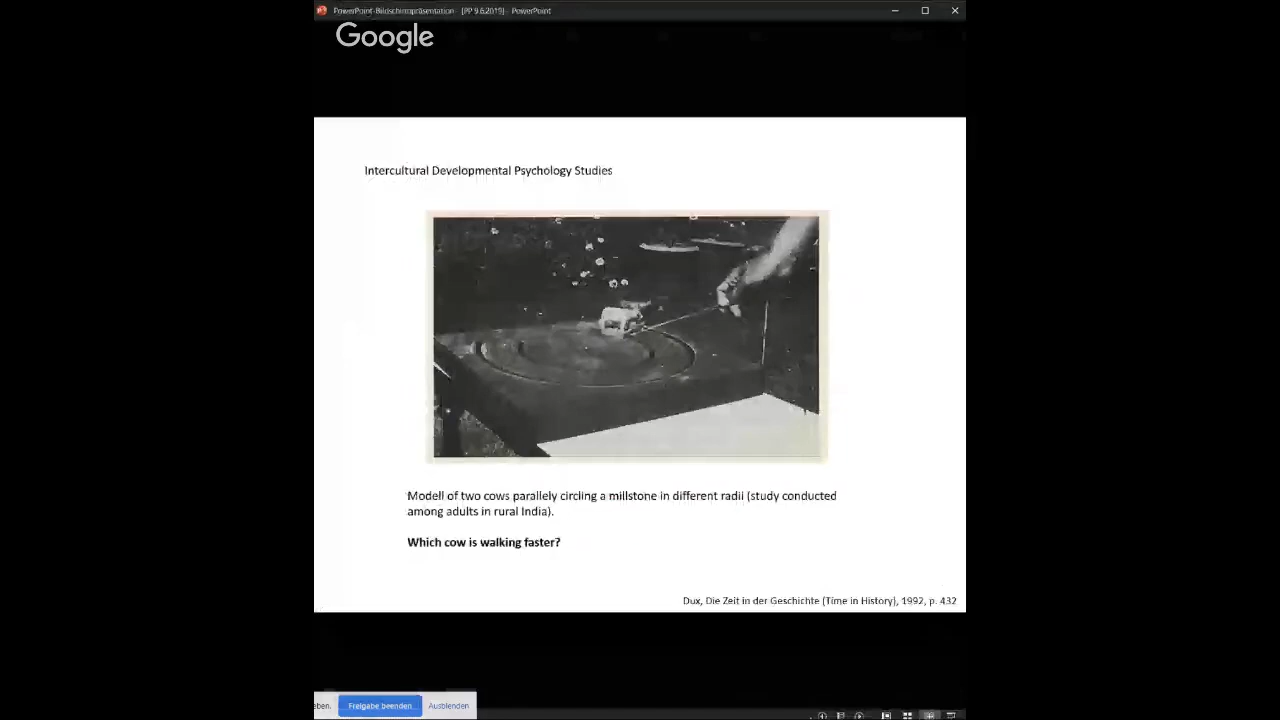 PowerPoint-Bildschirmpräsentation - [PP 9.6.2019] - PowerPoint
Google
Intercultural Developmental Psychology Studies
Modell of two cows parallely circling a millstone in different radii (study conducted
among adults in rural India).
Which cow is walking faster?
Dux, Die Zeit in der Geschichte (Time in History), 1992, p. 432
eben.
Freigabe beenden
Ausblenden